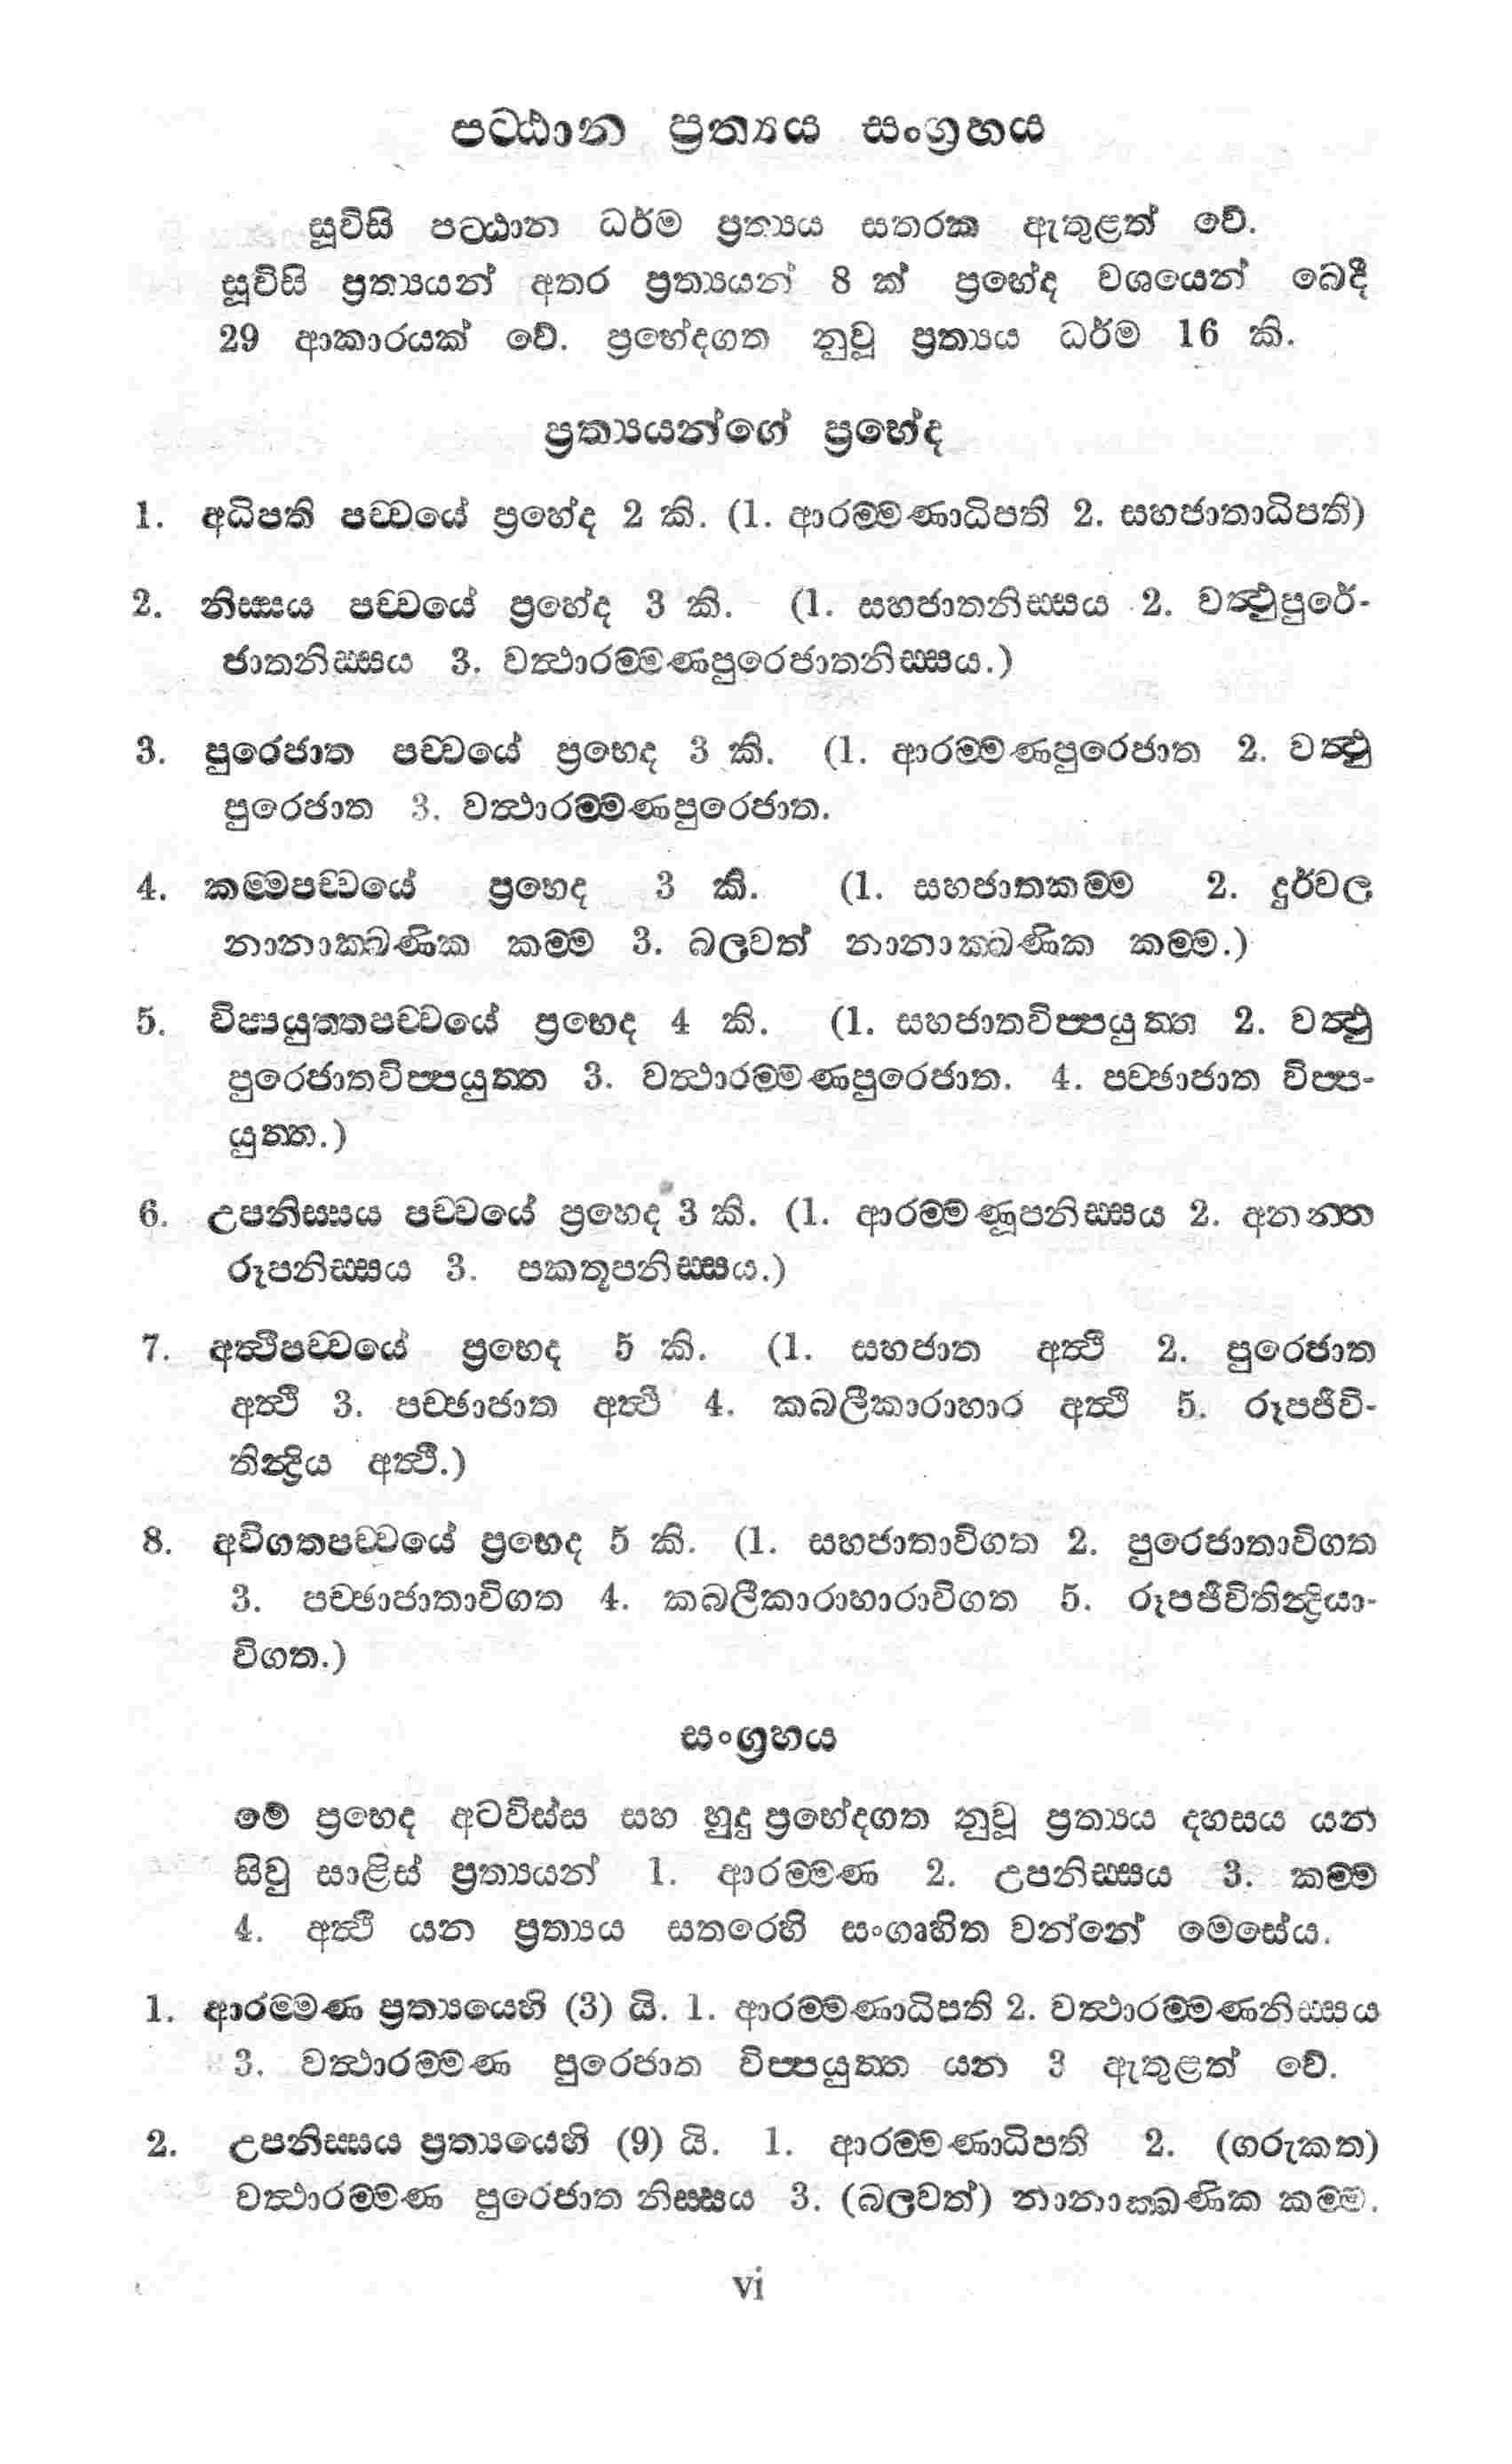 පට්ඨාන ප්‍රත්‍යය සංග්‍රහය
සූවිසි පට්ඨාන ධර්ම ප්‍රත්‍යය සතරක ඇතුළත් වේ.
සූවිසි ප්‍රත්‍යයන් අතර ප්‍රත්‍යයන් 8 ක් ප්‍රභේද වශයෙන් බෙදී
29 ආකාරයක් වේ. ප්‍රභේදගත නුවූ ප්‍රත්‍යය ධර්ම 16 කි.
ප්‍රත්‍යයන්ගේ ප්‍රභේද
1. අධිපති පච්චයේ ප්‍රභේද 2 කි. (1. ආරම්මණාධිපති 2. සහජාතාධිපති)
2. නිස්සය පච්චයේ ප්‍රභේද 3 කි. (1. සහජාතනිස්සය 2. වත්‍ථුපුරේ-
ජාතනිස්සය 3. වත්‍ථාරම්මණපුරෙජාතනිස්සය.)
3. පුරෙජාත පච්චයේ ප්‍රභෙද 3 කි. (1. ආරම්මණපුරෙජාත 2. වත්‍ථු
පුරෙජාත 3. වත්‍ථාරම්මණපුරෙජාත.
4. කම්මපච්චයේ ප්‍රභෙද 3 කි. (1. සහජාතකම්ම 2. දුර්වල
නානාක්ඛණික කම්ම 3. බලවත් නානාක්ඛණික කම්ම.)
5. විප්පයුත්තපච්චයේ ප්‍රභෙද 4 කි. (1. සහජාතවිප්පයුත්ත 2. වත්‍ථු
පුරෙජාතවිප්පයුත්ත 3. වත්‍ථාරම්මණපුරෙජාත. 4. පච්ඡාජාත විප්ප-
යුත්ත.)
6. උපනිස්සය පච්චයේ ප්‍රභෙද 3 කි. (1. ආරම්මණූපනිස්සය 2. අනන්ත
රූපනිස්සය 3. පකතූපනිස්සය.)
7. අත්‍ථිපච්චයේ ප්‍රභෙද 5 කි. (1. සහජාත අත්‍ථි 2. පුරෙජාත
අත්‍ථි 3. පච්ඡාජාත අත්‍ථි 4. කබලීකාරාහාර අත්‍ථි 5. රූපජීවි-
තින්‍ද්‍රිය අත්‍ථි.)
8. අවිගතපච්චයේ ප්‍රභෙද 5 කි. (1. සහජාතාවිගත 2. පුරෙජාතාවිගත
3. පච්ඡාජාතාවිගත 4. කබලීකාරාහාරාවිගත 5. රූපජීවිතින්‍ද්‍රියා-
විගත.)
සංග්‍රහය
මේ ප්‍රභෙද අටවිස්ස සහ හුදු ප්‍රභේදගත නුවූ ප්‍රත්‍යය දහසය යන
සිවු සාළිස් ප්‍රත්‍යයන් 1. ආරම්මණ 2. උපනිස්සය 3. කම්ම
4. අත්‍ථි යන ප්‍රත්‍යය සතරෙහි සංගෘහිත වන්නේ මෙසේය.
1. ආරම්මණ ප්‍රත්‍යයෙහි (3) යි. 1. ආරම්මණාධිපති 2. වත්‍ථාරම්මණනිස්සය
3. වත්‍ථාරම්මණ පුරෙජාත විප්පයුත්ත යන 3 ඇතුළත් වේ.
2. උපනිස්සය ප්‍රත්‍යයෙහි (9) යි. 1. ආරම්මණාධිපති 2. (ගරුකත)
වත්‍ථාරම්මණ පුරෙජාත නිස්සය 3. (බලවත්) නානාක්ඛණික කම්ම.
vi